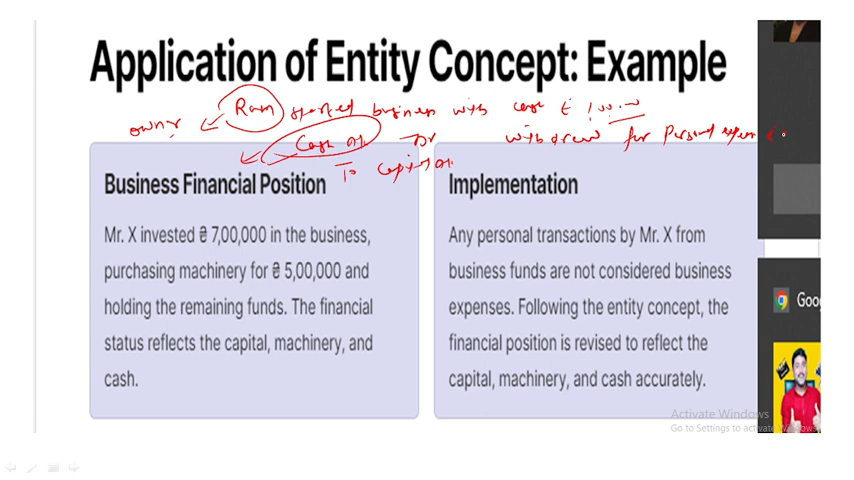 Application of Entity Concept: Example
Ram started business with cash
owner
Cash A/c Dr
withdrew for Personal expen
To Capital A/c
Business Financial Position
Mr. X invested ₴ 7,00,000 in the business,
purchasing machinery for ₴ 5,00,000 and
holding the remaining funds. The financial
status reflects the capital, machinery, and
cash.
Implementation
Any personal transactions by Mr. X from
business funds are not considered business
expenses. Following the entity concept, the
financial position is revised to reflect the
capital, machinery, and cash accurately.
Goo
Activate Windows
Go to Settings to activate Windows.